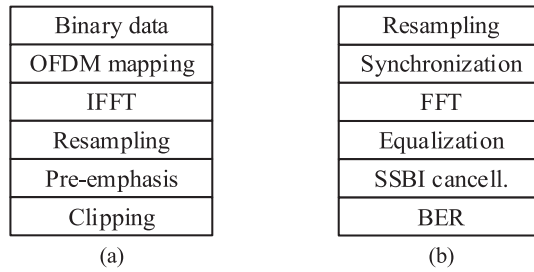 Binary data
OFDM mapping
IFFT
Resampling
Pre-emphasis
Clipping
(a)
Resampling
Synchronization
FFT
Equalization
SSBI cancell.
BER
(b)